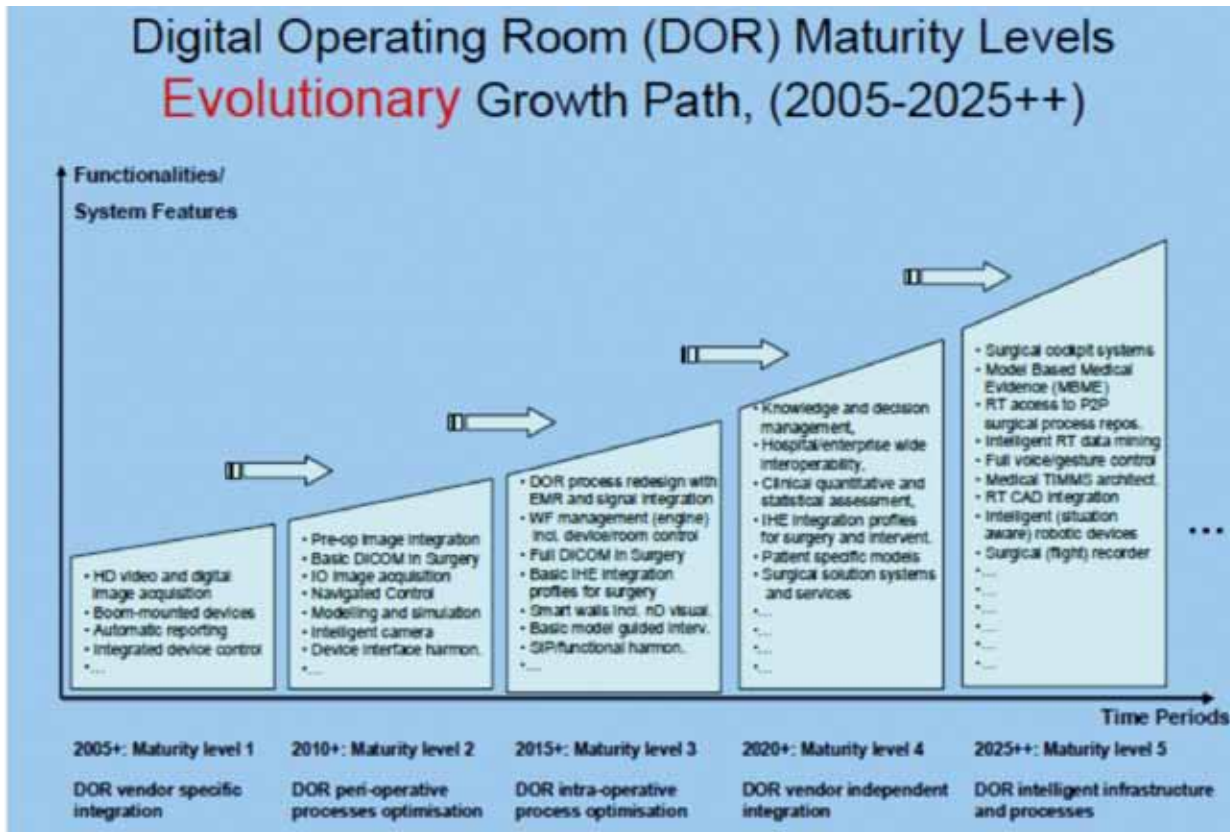 Digital Operating Room (DOR) Maturity Levels
Evolutionary Growth Path, (2005-2025++)
Functionalities/
System Features
• HD video and digital
image acquisition
• Boom-mounted devices
• Automatic reporting
• Integrated device control
•...
• Pre-op image integration
• Basic DICOM in Surgery
• IO image acquisition
• Navigated Control
• Modelling and simulation
• Intelligent camera
• Device interface harmon.
•...
• DOR process redesign with
EMR and signal integration
• WF management (engine)
incl. device/room control
• Full DICOM in Surgery
• Basic IHE integration
profiles for surgery
• Smart walls incl. nD visual.
• Basic model guided interv.
• SIP/functional harmon.
•...
• Knowledge and decision
management,
• Hospital/enterprise wide
interoperability,
• Clinical quantitative and
statistical assessment,
• IHE integration profiles
for surgery and intervent.
• Patient specific models
• Surgical solution systems
and services
•...
•...
•...
•...
• Surgical cockpit systems
• Model Based Medical
Evidence (MBME)
• RT access to P2P
surgical process repos.
• Intelligent RT data mining
• Full voice/gesture control
• Medical TIMMS architect.
• RT CAD integration
• Intelligent (situation
aware) robotic devices
• Surgical (flight) recorder
•...
•...
•...
•...
•...
•...
...
Time Periods
2005+: Maturity level 1
DOR vendor specific
integration
2010+: Maturity level 2
DOR peri-operative
processes optimisation
2015+: Maturity level 3
DOR intra-operative
process optimisation
2020+: Maturity level 4
DOR vendor independent
integration
2025++: Maturity level 5
DOR intelligent infrastructure
and processes